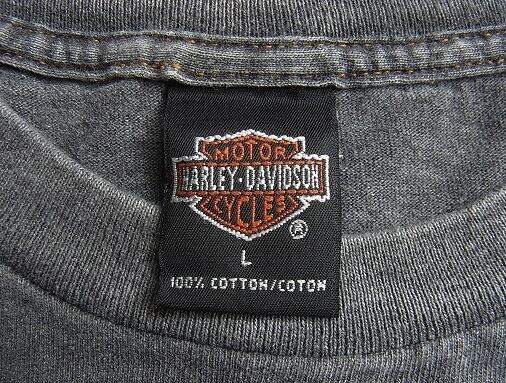 MOTOR
HARLEY-DAVIDSON
CYCLES
®
L
100% COTTON/COTON